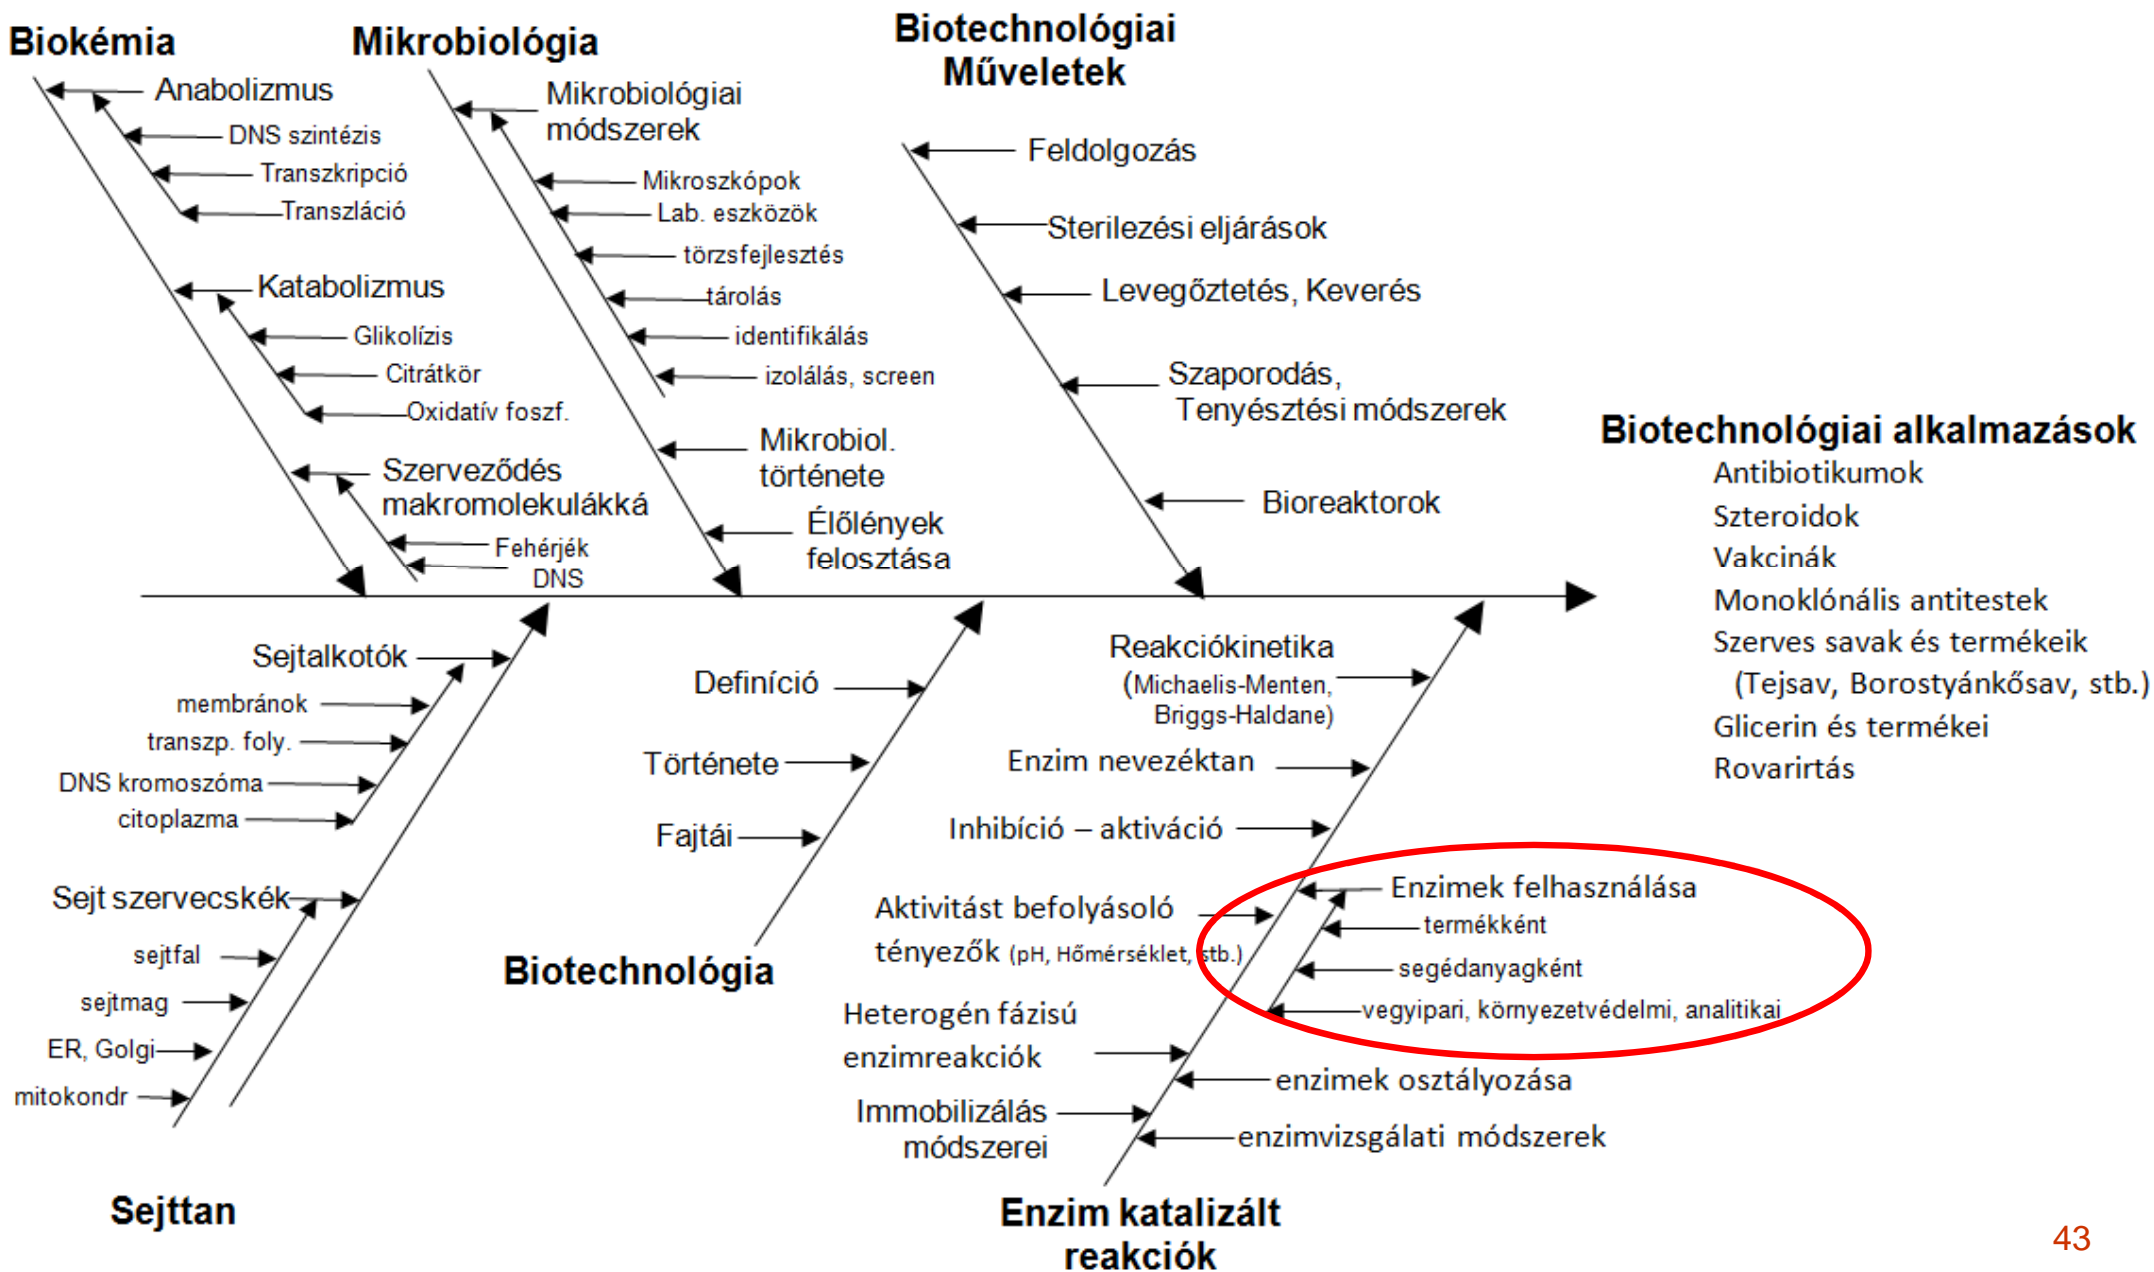 Biokémia
Anabolizmus
DNS szintézis
Transzkripció
Transzláció
Katabolizmus
Glikolízis
Citrátkör
Oxidatív foszf.
Szerveződés
makromolekulákká
Fehérjék
DNS
Mikrobiológia
Mikrobiológiai
módszerek
Mikroszkópok
Lab. eszközök
törzsfejlesztés
tárolás
identifikálás
izolálás, screen
Mikrobiol.
története
Élőlények
felosztása
Biotechnológiai
Műveletek
Feldolgozás
Sterilezési eljárások
Levegőztetés, Keverés
Szaporodás,
Tenyésztési módszerek
Bioreaktorok
Biotechnológiai alkalmazások
Antibiotikumok
Szteroidok
Vakcinák
Monoklónális antitestek
Szerves savak és termékeik
(Tejsav, Borostyánkősav, stb.)
Glicerin és termékei
Rovarirtás
Sejtalkotók
membránok
transzp. foly.
DNS kromoszóma
citoplazma
Sejt szervecskék
sejtfal
sejtmag
ER, Golgi
mitokondr
Sejttan
Definíció
Története
Fajtái
Biotechnológia
Reakciókinetika
(Michaelis-Menten,
Briggs-Haldane)
Enzim nevezéktan
Inhibíció – aktiváció
Aktivitást befolyásoló
tényezők (pH, Hőmérséklet, stb.)
Heterogén fázisú
enzimreakciók
Immobilizálás
módszerei
Enzimek felhasználása
termékként
segédanyagként
vegyipari, környezetvédelmi, analitikai
enzimek osztályozása
enzimvizsgálati módszerek
Enzim katalizált
reakciók
43